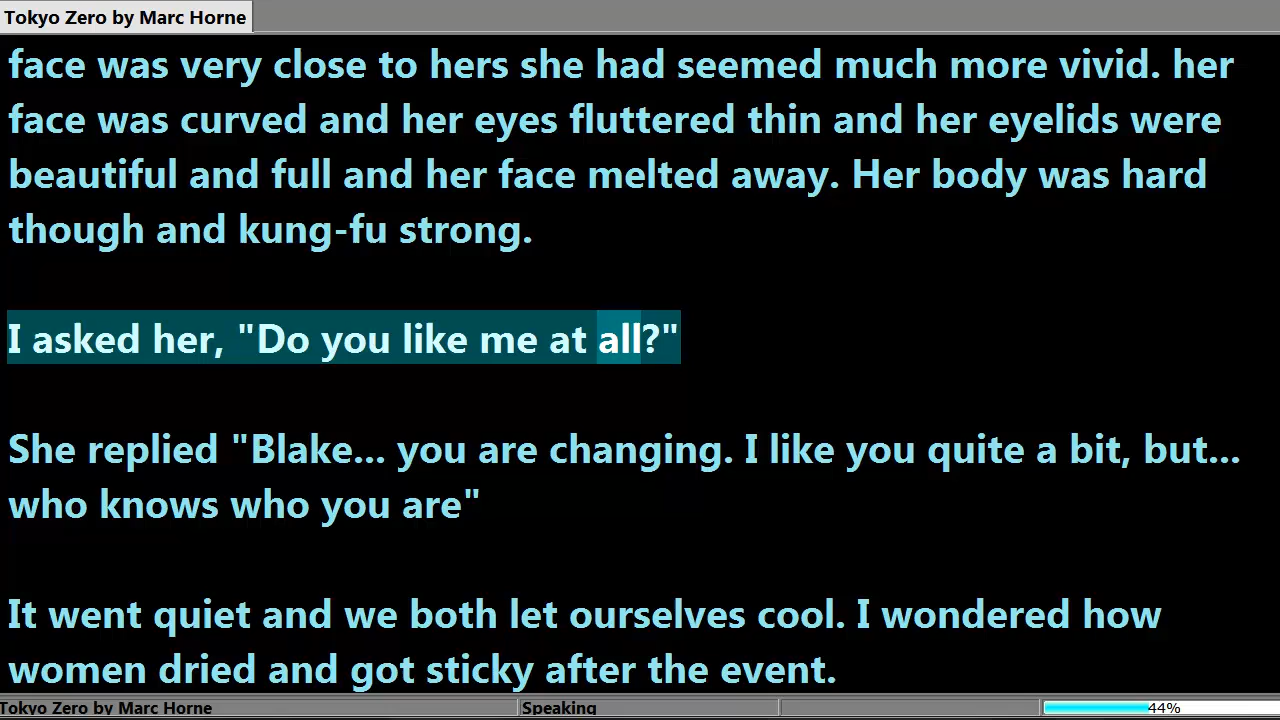 Tokyo Zero by Marc Horne
face was very close to hers she had seemed much more vivid. her
face was curved and her eyes fluttered thin and her eyelids were
beautiful and full and her face melted away. Her body was hard
though and kung-fu strong.
I asked her, "Do you like me at all?"
She replied "Blake... you are changing. I like you quite a bit, but...
who knows who you are"
It went quiet and we both let ourselves cool. I wondered how
women dried and got sticky after the event.
Tokyo Zero by Marc Horne Speaking 44%